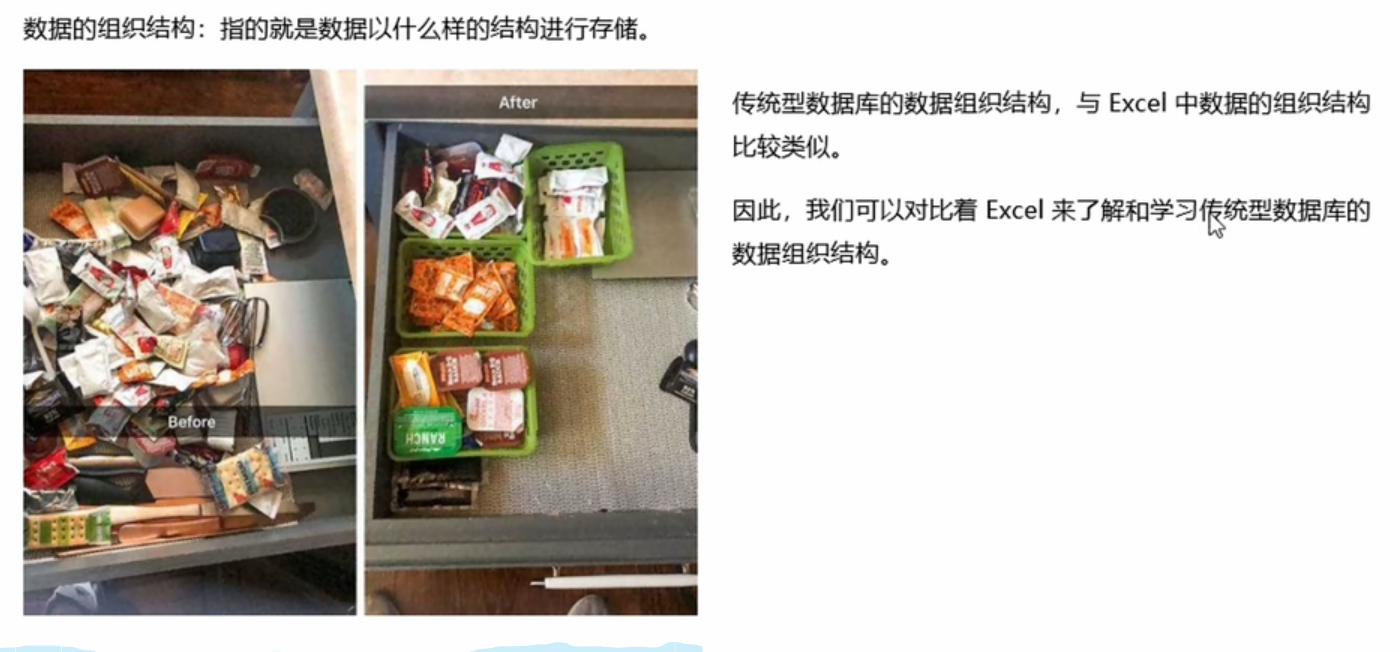 数据的组织结构：指的就是数据以什么样的结构进行存储。
Before
After
RANCH
传统型数据库的数据组织结构，与 Excel 中数据的组织结构
比较类似。
因此，我们可以对比着 Excel 来了解和学习传统型数据库的
数据组织结构。